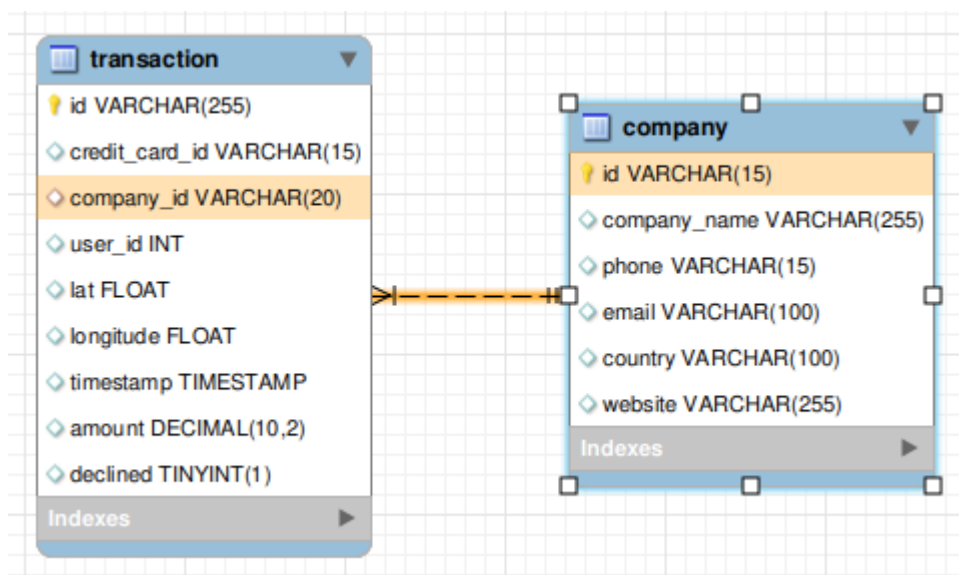 transaction
id VARCHAR(255)
credit_card_id VARCHAR(15)
company_id VARCHAR(20)
user_id INT
lat FLOAT
longitude FLOAT
timestamp TIMESTAMP
amount DECIMAL(10,2)
declined TINYINT(1)
Indexes
company
id VARCHAR(15)
company_name VARCHAR(255)
phone VARCHAR(15)
email VARCHAR(100)
country VARCHAR(100)
website VARCHAR(255)
Indexes